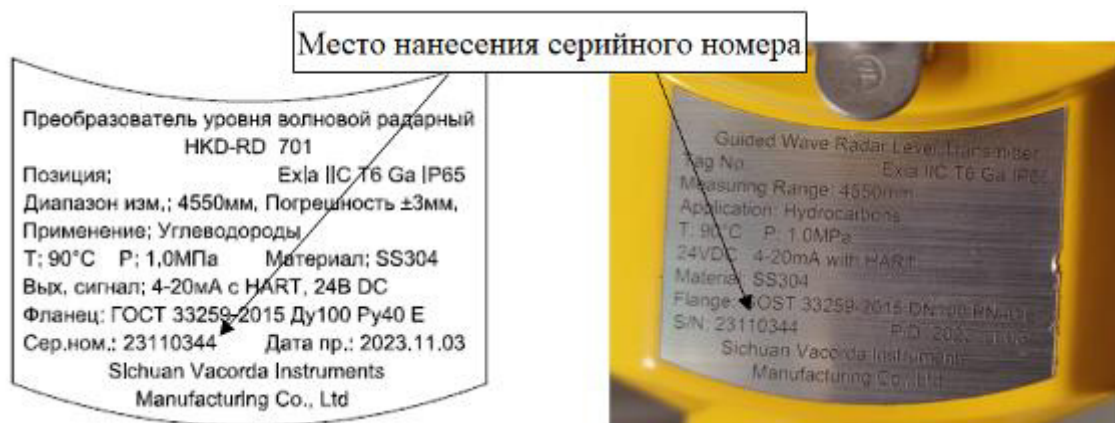 Место нанесения серийного номера
Преобразователь уровня волновой радарный
HKD-RD 701
Позиция; Exia IIC T6 Ga IP65
Диапазон изм,; 4550мм, Погрешность ±3мм,
Применение; Углеводороды
T: 90°C P: 1,0MPa Материал; SS304
Вых, сигнал; 4-20мА с HART, 24В DC
Фланец: ГОСТ 33259-2015 Ду100 Ру40 Е
Сер.ном.: 23110344 Дата пр.: 2023.11.03
Sichuan Vacorda Instruments
Manufacturing Co., Ltd
Guided Wave Radar Level Transmitter
Tag No. Exia IIC T6 Ga
Measuring Range: 4550mm
Application: Hydrocarbons
T: 90°C P: 1.0MPa
24VDC 4-20mA with HART
Material: SS304
Flange: GOST 33259-2015 DN100
S/N: 23110344 P/D:
Sichuan Vacorda Instruments
Manufacturing Co., Ltd